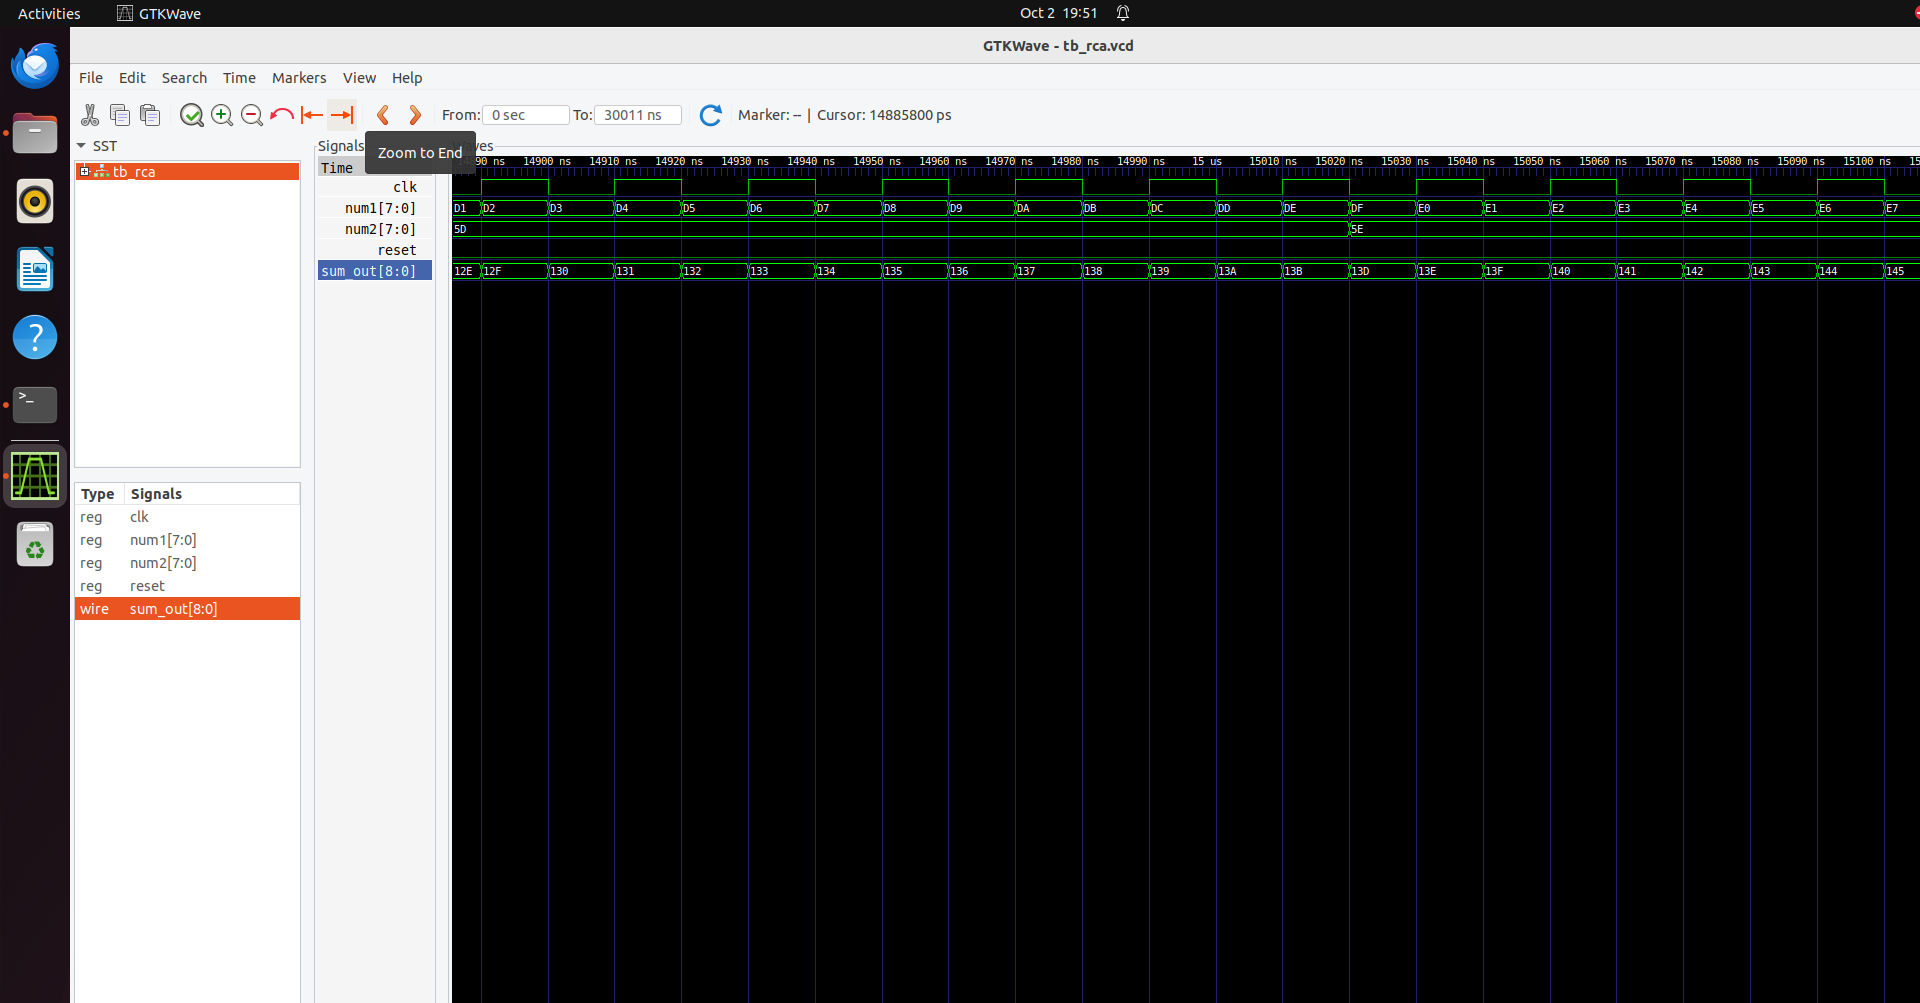 Activities GTKWave Oct 2 19:51
GTKWave - tb_rca.vcd
File Edit Search Time Markers View Help
From: 0 sec To: 30011 ns Marker: -- | Cursor: 14885800 ps
Zoom to End
SST
tb_rca
Type Signals
reg clk
reg num1[7:0]
reg num2[7:0]
reg reset
wire sum_out[8:0]
Signals
Time
clk
num1[7:0]
num2[7:0]
reset
sum_out[8:0]
90 ns 14900 ns 14910 ns 14920 ns 14930 ns 14940 ns 14950 ns 14960 ns 14970 ns 14980 ns 14990 ns 15 us 15010 ns 15020 ns 15030 ns 15040 ns 15050 ns 15060 ns 15070 ns 15080 ns 15090 ns 15100 ns
D1 D2 D3 D4 D5 D6 D7 D8 D9 DA DB DC DD DE DF E0 E1 E2 E3 E4 E5 E6 E7
5D 5E
12E 12F 130 131 132 133 134 135 136 137 138 139 13A 13B 13D 13E 13F 140 141 142 143 144 145